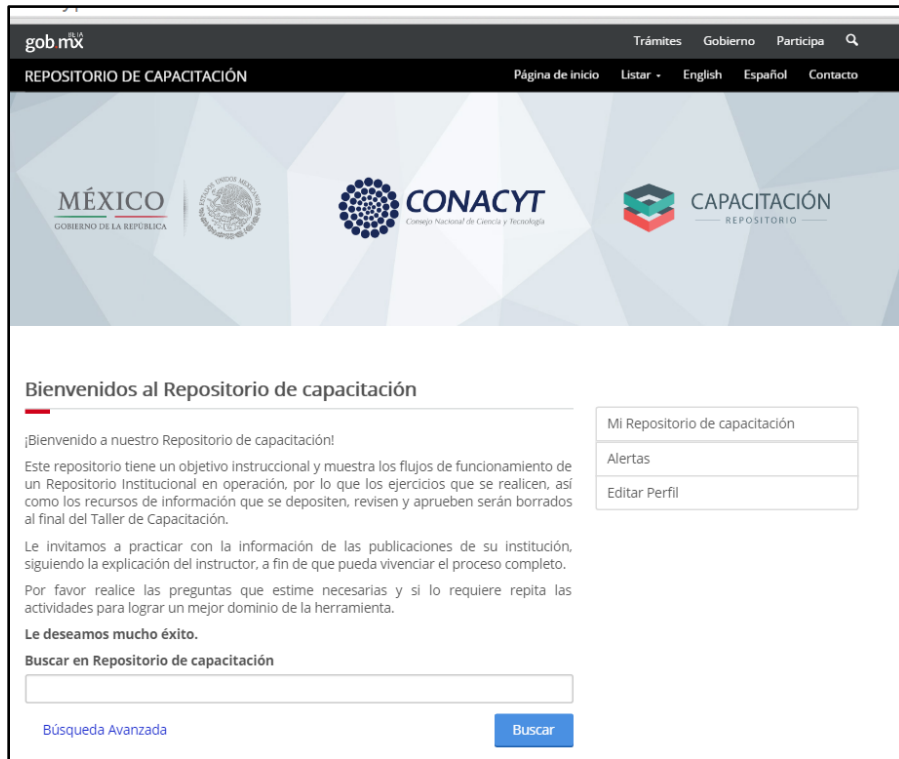 gob.mx
Trámites Gobierno Participa
REPOSITORIO DE CAPACITACIÓN
Página de inicio Listar English Español Contacto
MÉXICO
GOBIERNO DE LA REPÚBLICA
ESTADOS UNIDOS MEXICANOS
CONACYT
Consejo Nacional de Ciencia y Tecnología
CAPACITACIÓN
REPOSITORIO
Bienvenidos al Repositorio de capacitación
¡Bienvenido a nuestro Repositorio de capacitación!
Este repositorio tiene un objetivo instruccional y muestra los flujos de funcionamiento de
un Repositorio Institucional en operación, por lo que los ejercicios que se realicen, así
como los recursos de información que se depositen, revisen y aprueben serán borrados
al final del Taller de Capacitación.
Le invitamos a practicar con la información de las publicaciones de su institución,
siguiendo la explicación del instructor, a fin de que pueda vivenciar el proceso completo.
Por favor realice las preguntas que estime necesarias y si lo requiere repita las
actividades para lograr un mejor dominio de la herramienta.
Le deseamos mucho éxito.
Buscar en Repositorio de capacitación
Búsqueda Avanzada
Buscar
Mi Repositorio de capacitación
Alertas
Editar Perfil